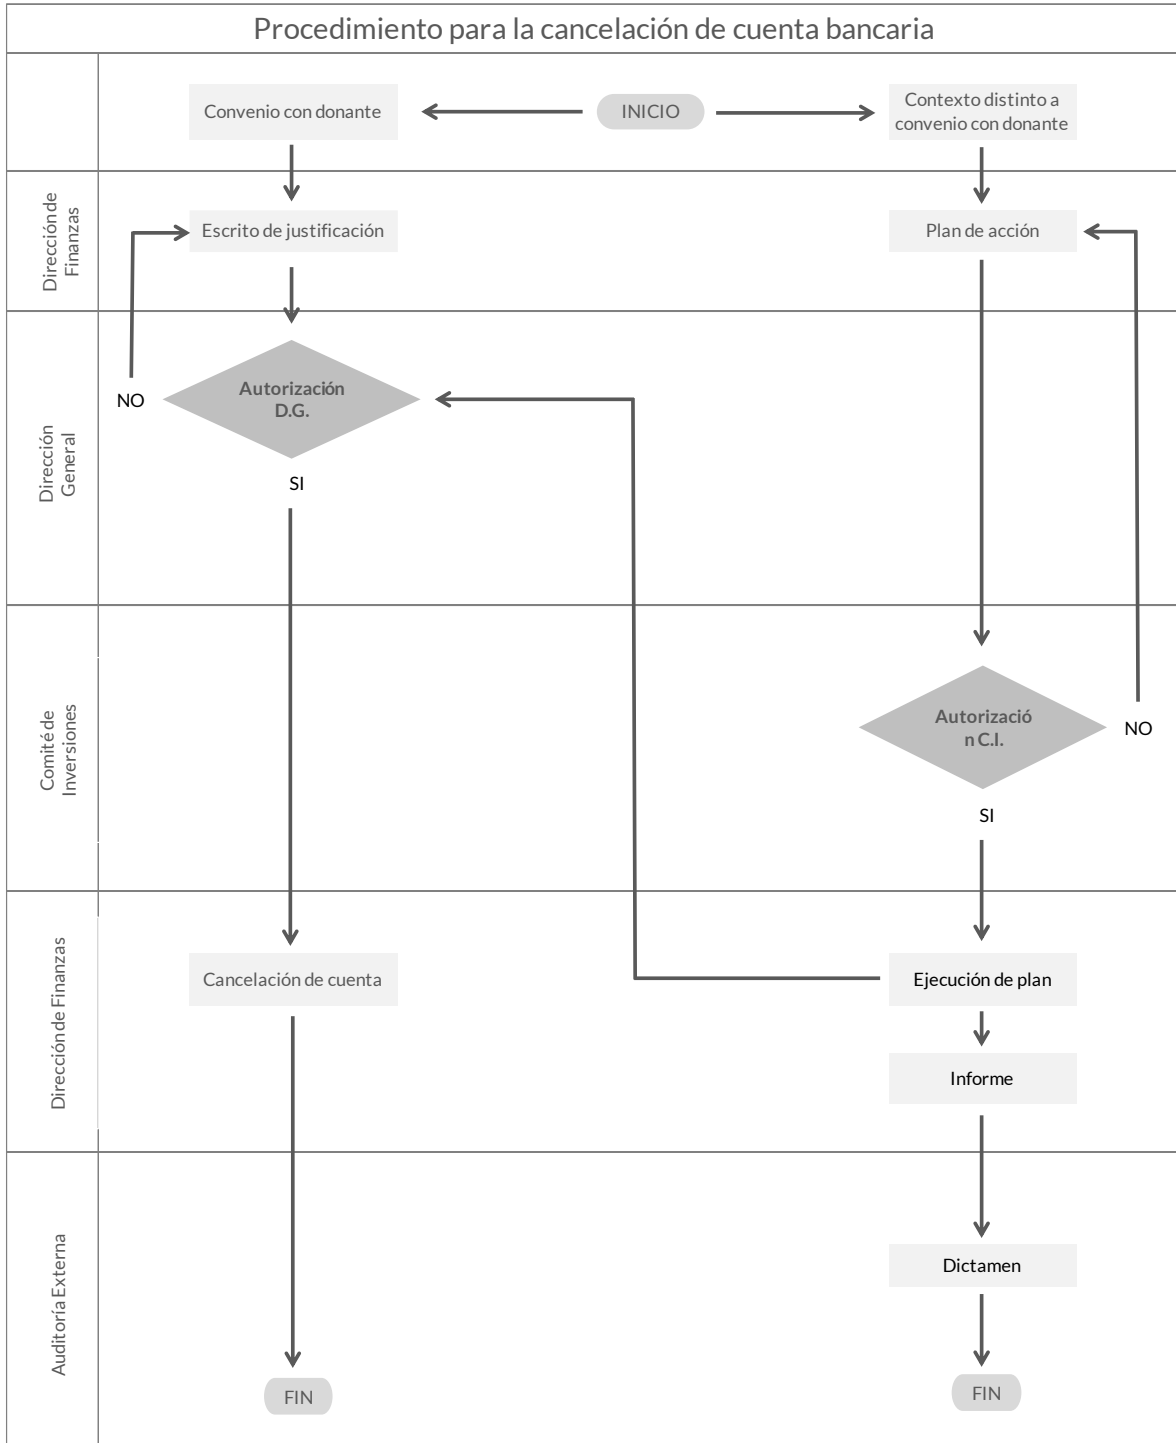 Procedimiento para la cancelación de cuenta bancaria
Convenio con donante
INICIO
Contexto distinto a
convenio con donante
Dirección de
Finanzas
Escrito de justificación
Plan de acción
Dirección
General
NO
Autorización
D.G.
SI
Comité de
Inversiones
Autorizació
n C.I.
NO
SI
Dirección de Finanzas
Cancelación de cuenta
Ejecución de plan
Informe
Auditoría Externa
Dictamen
FIN
FIN